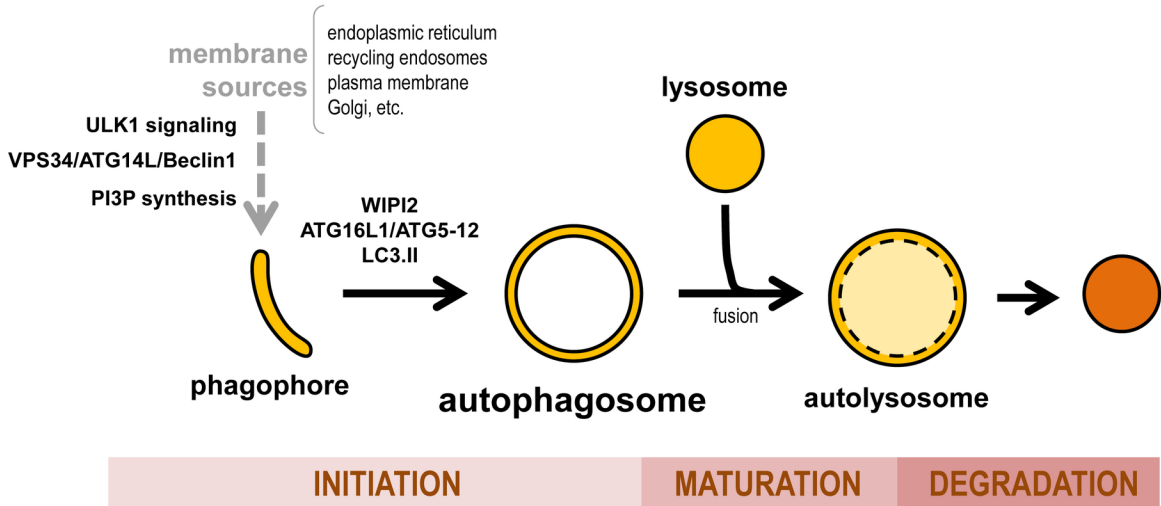 membrane
sources
endoplasmic reticulum
recycling endosomes
plasma membrane
Golgi, etc.
ULK1 signaling
VPS34/ATG14L/Beclin1
PI3P synthesis
WIPI2
ATG16L1/ATG5-12
LC3.II
lysosome
fusion
phagophore
autophagosome
autolysosome
INITIATION
MATURATION
DEGRADATION